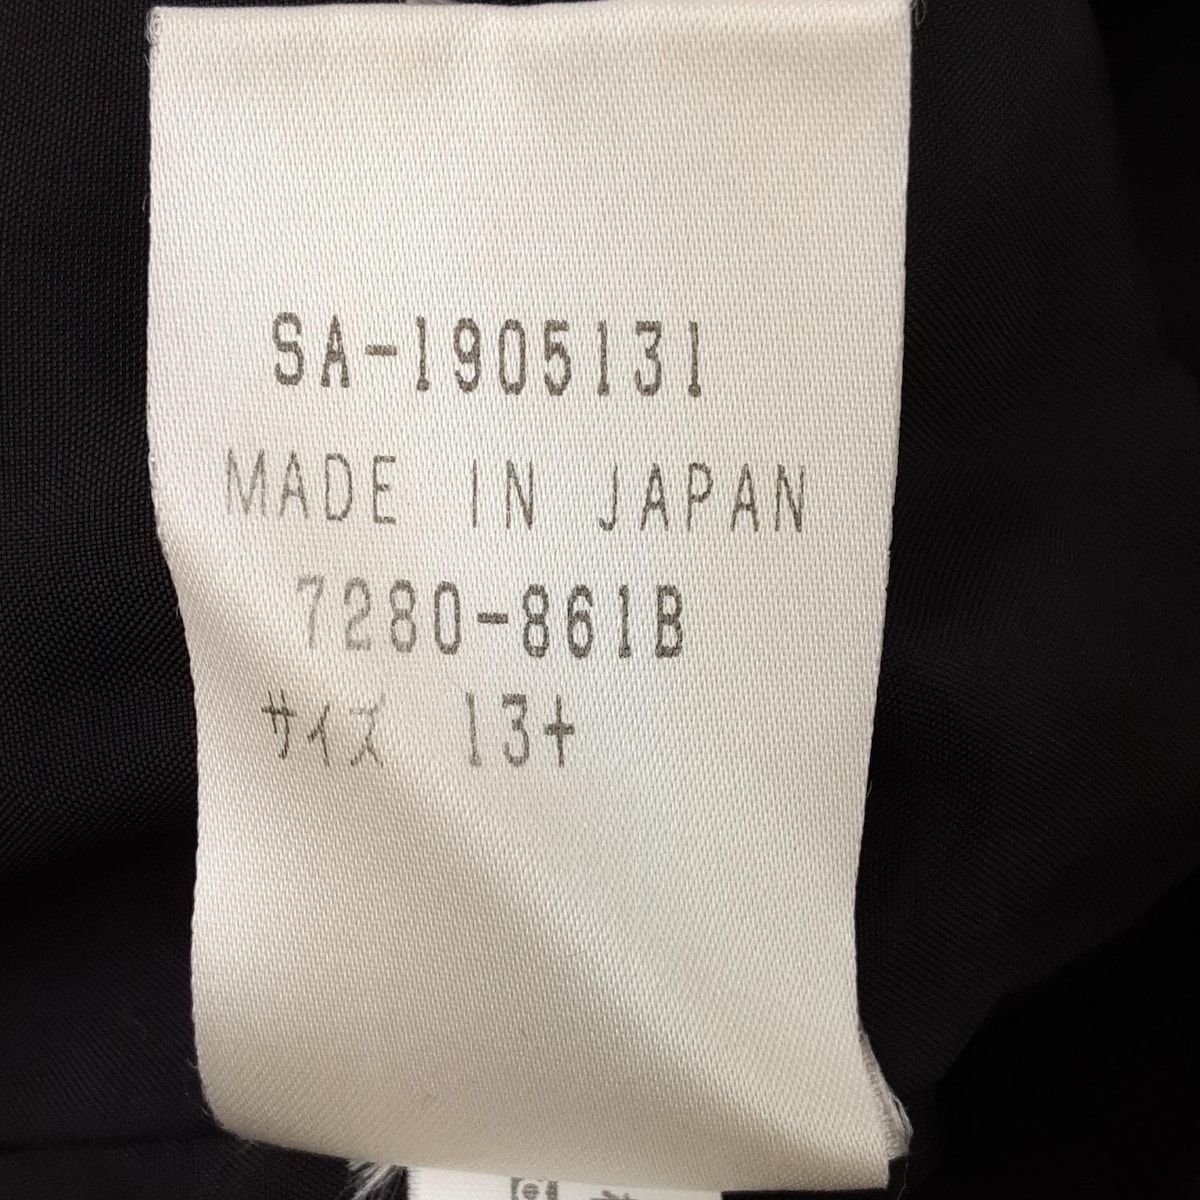 SA-1905131
MADE IN JAPAN
7280-861B
サイズ 13+